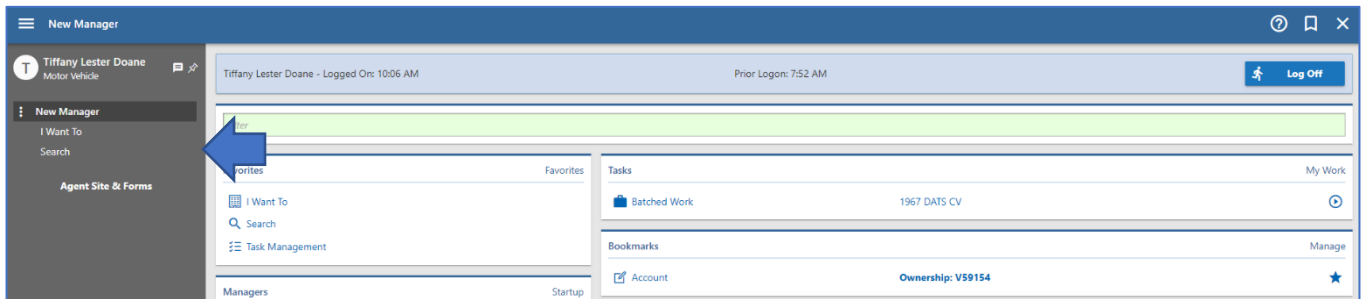 New Manager
T
Tiffany Lester Doane
Motor Vehicle
New Manager
I Want To
Search
Agent Site & Forms
Tiffany Lester Doane - Logged On: 10:06 AM
Prior Logon: 7:52 AM
Log Off
Favorites
I Want To
Search
Task Management
Managers
Startup
Tasks
My Work
Batched Work
1967 DATS CV
Bookmarks
Manage
Account
Ownership: V59154